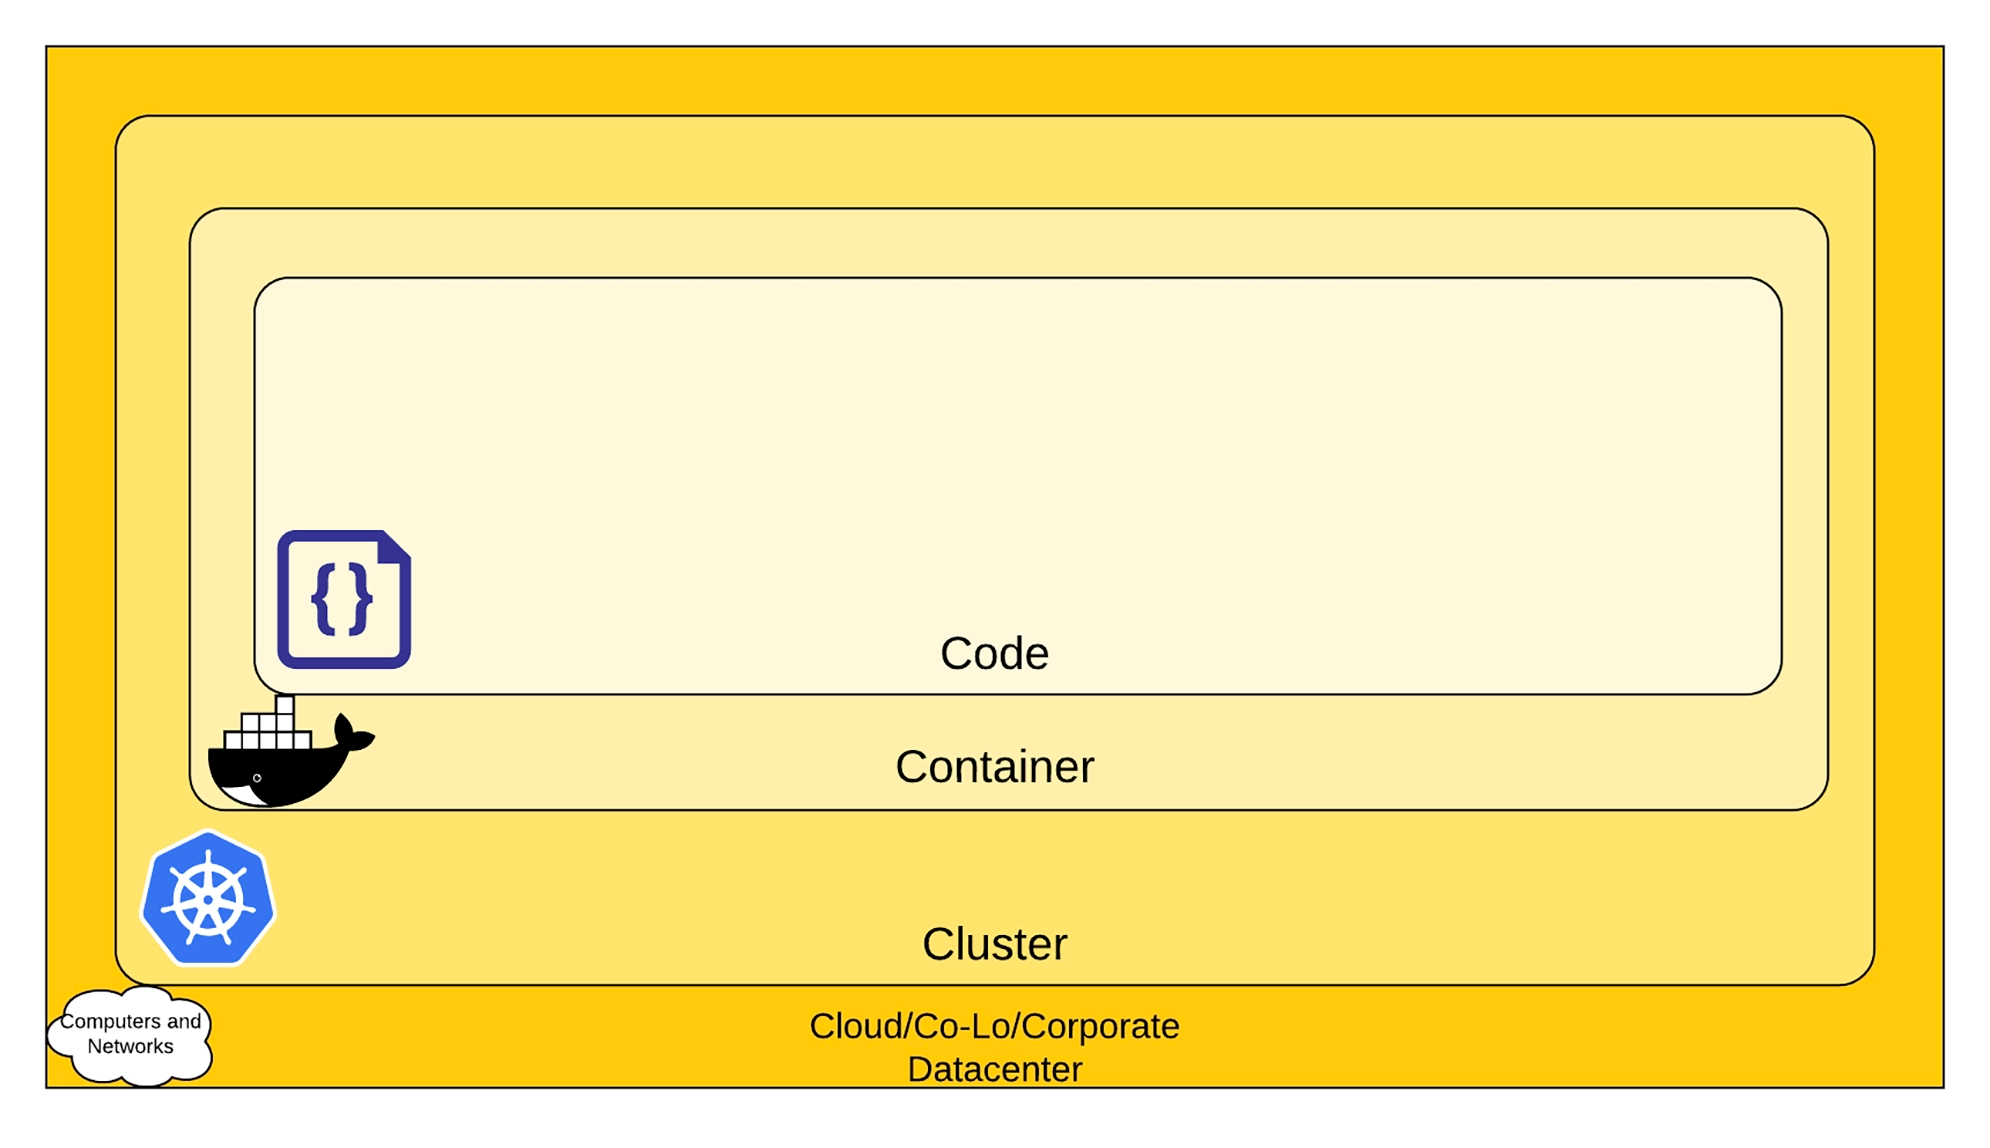 {}
Code
Container
Cluster
Computers and
Networks
Cloud/Co-Lo/Corporate
Datacenter